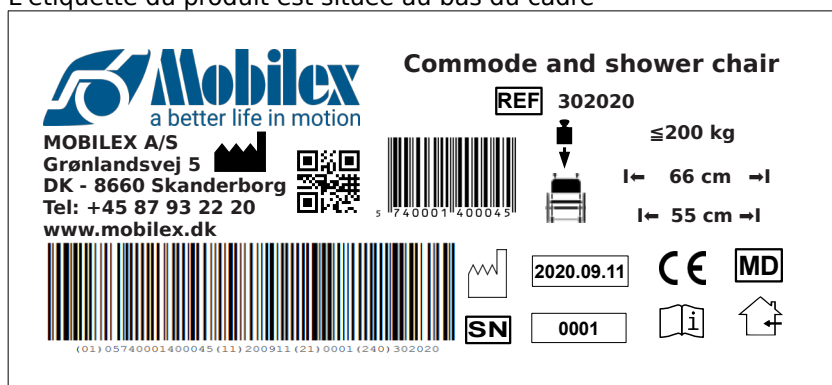 L'étiquette du produit est située au bas du cadre
Mobilex
a better life in motion
MOBILEX A/S
Grønlandsvej 5
DK - 8660 Skanderborg
Tel: +45 87 93 22 20
www.mobilex.dk
5 740001 400045
Commode and shower chair
REF 302020
≦200 kg
I← 66 cm →I
I← 55 cm →I
(01)05740001400045(11)200911(21)0001(240)302020
2020.09.11
CE
MD
SN
0001
i